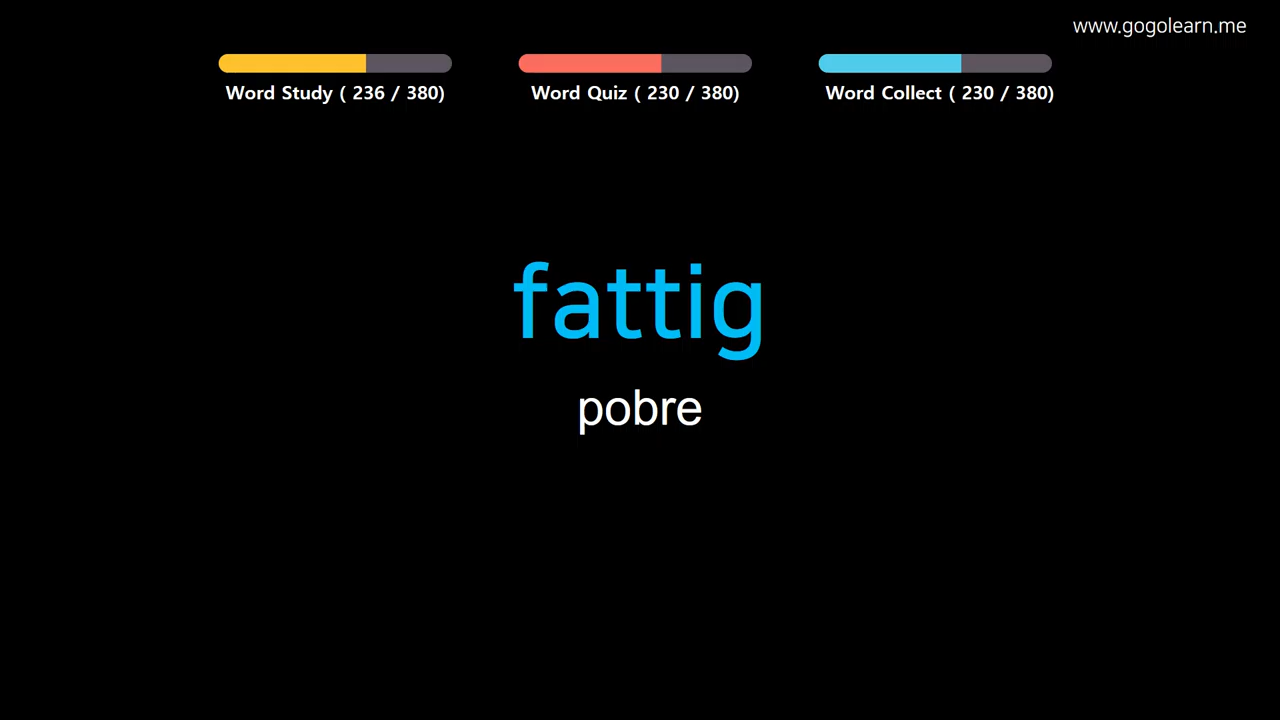 www.gogolearn.me
Word Study ( 236 / 380)
Word Quiz ( 230 / 380)
Word Collect ( 230 / 380)
fattig
pobre